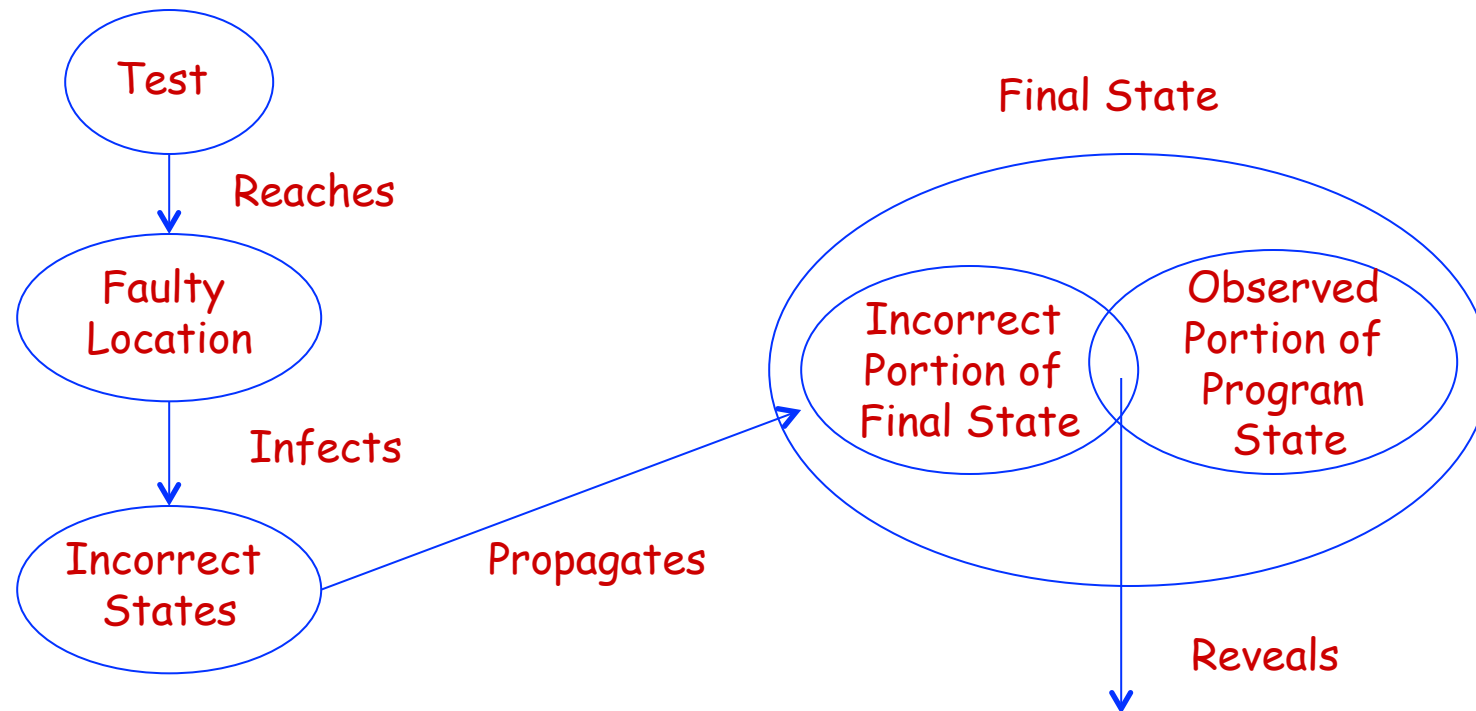 Test
Reaches
Faulty
Location
Infects
Incorrect
States
Propagates
Final State
Incorrect
Portion of
Final State
Observed
Portion of
Program
State
Reveals